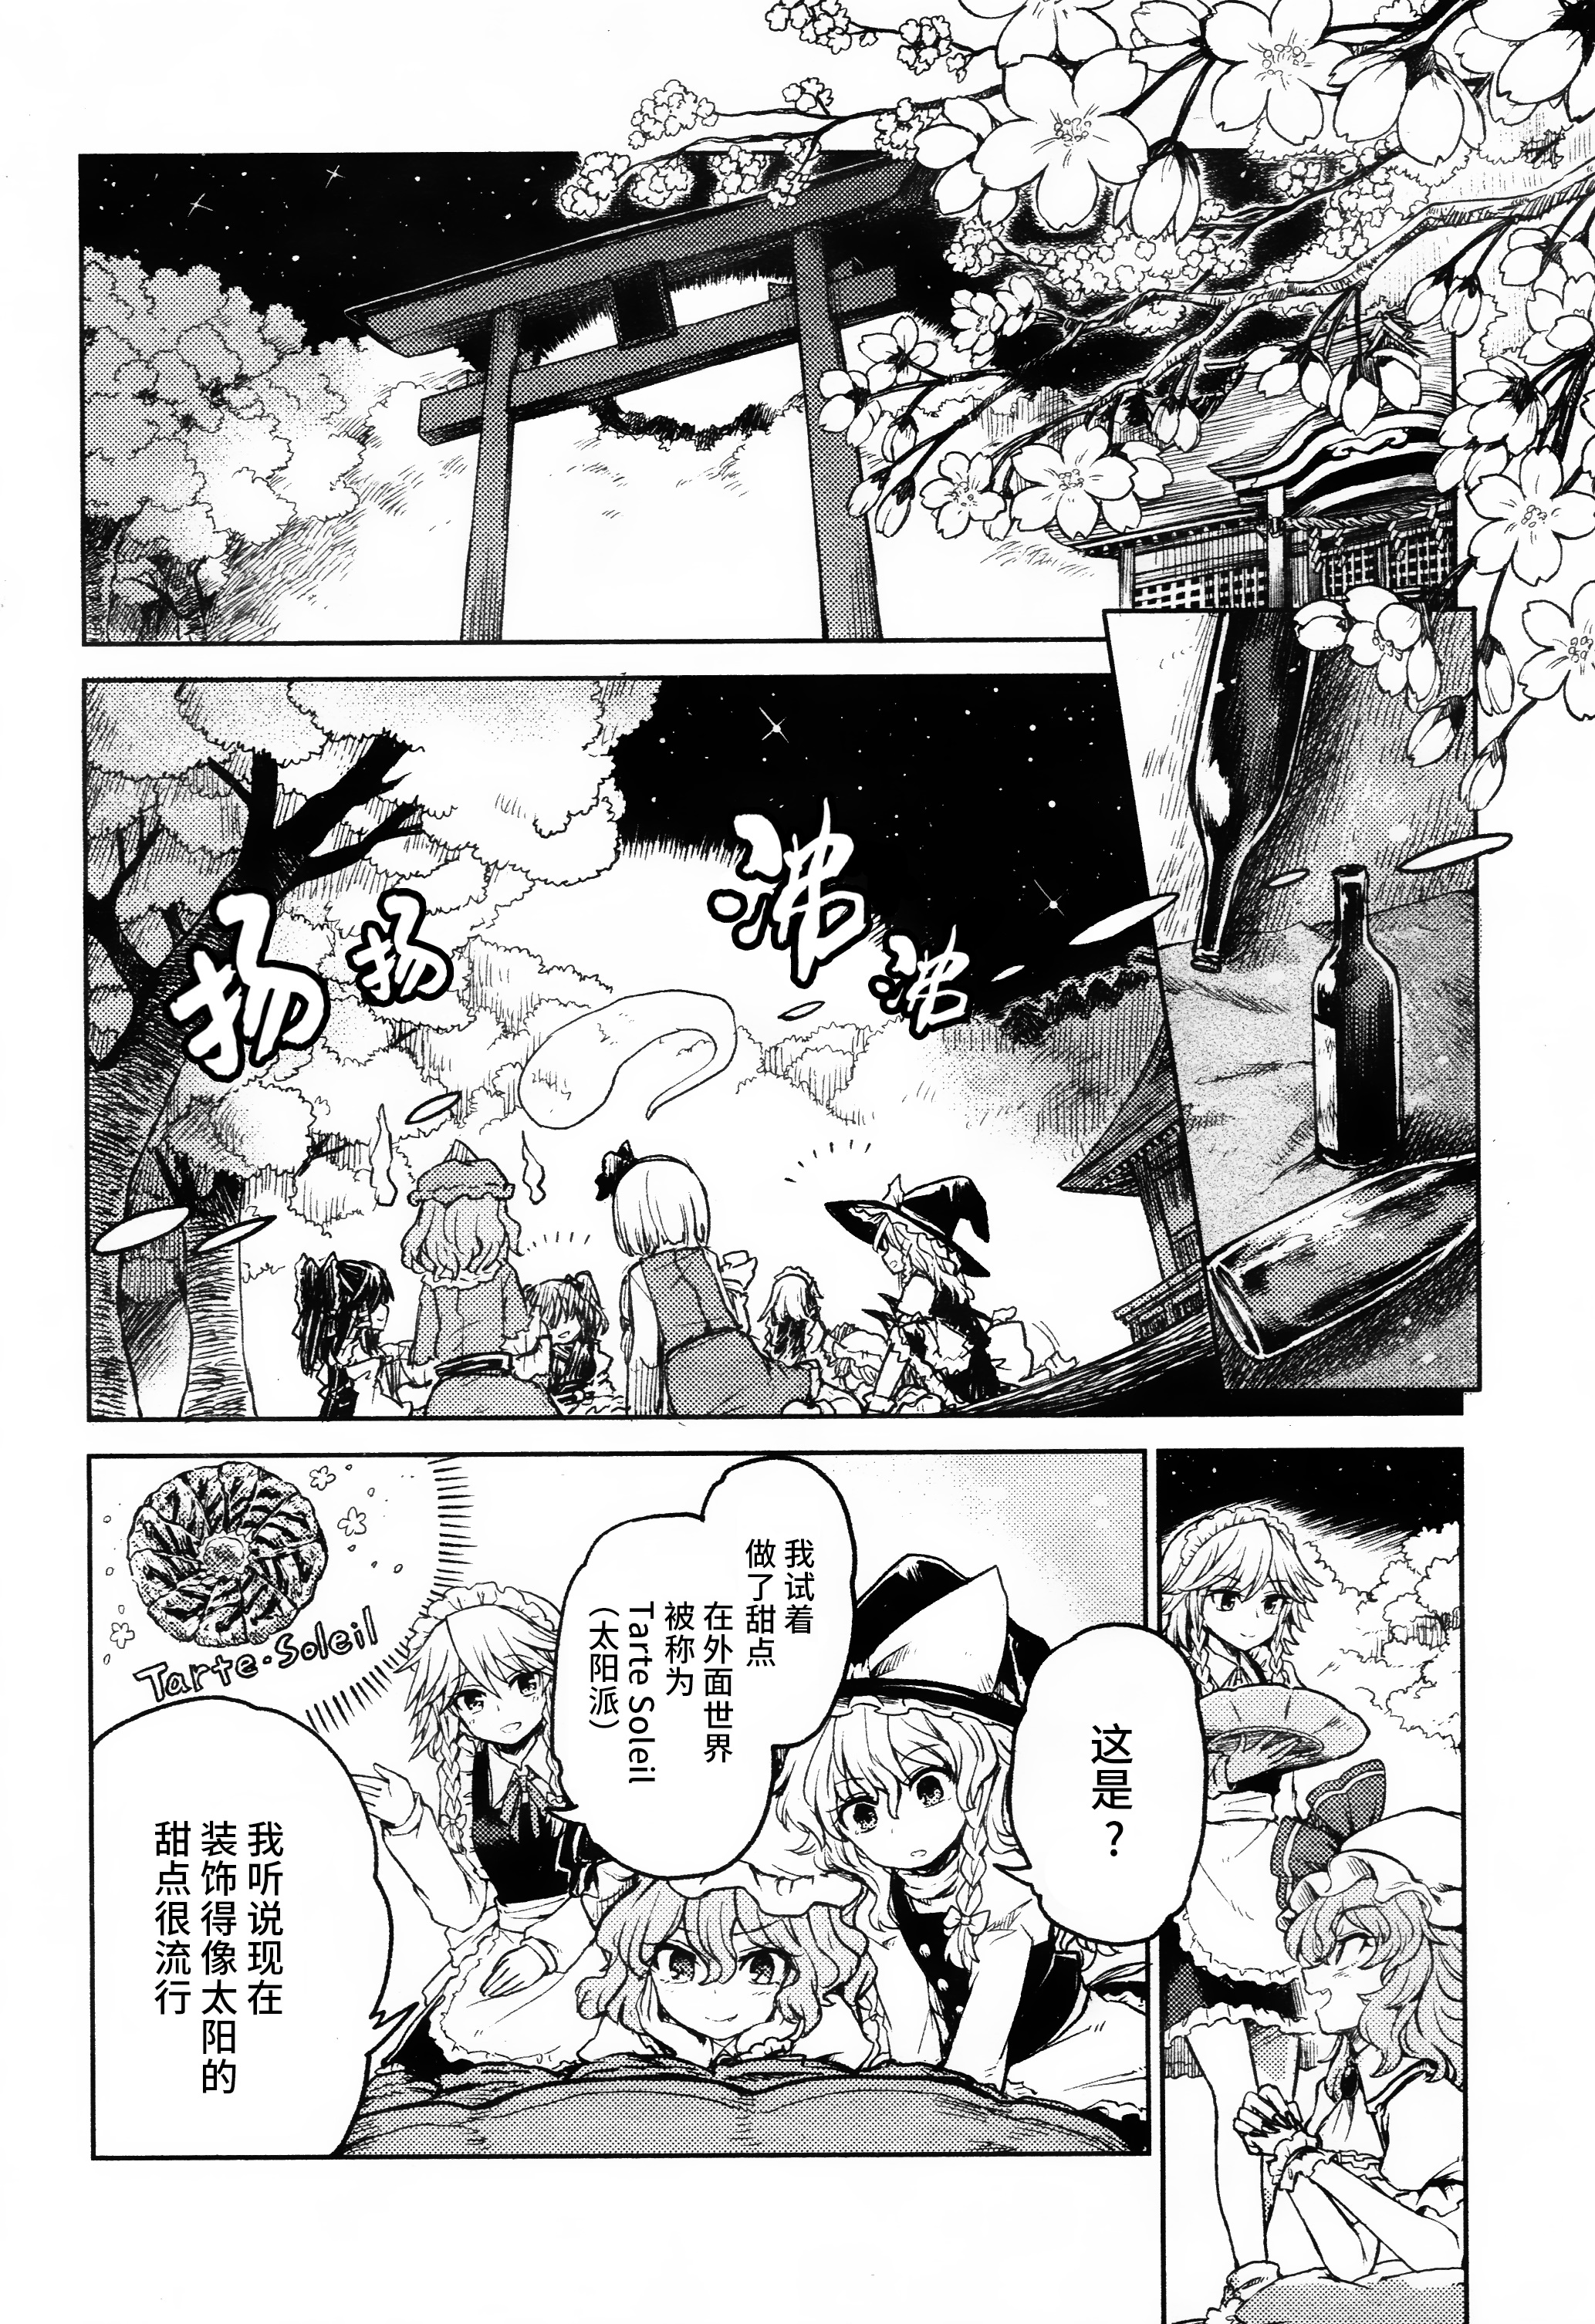 沸
沸
扬
扬
这是?
我试着
做了甜点
在外面世界
被称为
Tarte Soleil
（太阳派）
Tarte・Soleil
我听说现在
装饰得像太阳的
甜点很流行